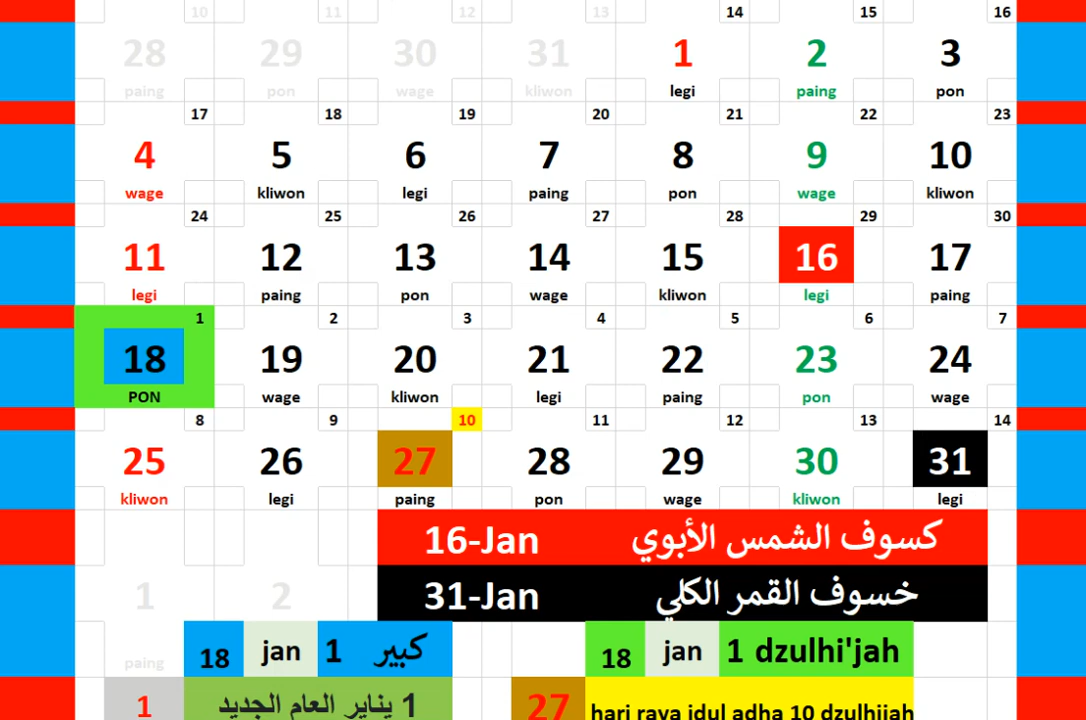 10 11 12 13 14 15 16
28 29 30 31 1 2 3
paing pon wage kliwon legi paing pon
17 18 19 20 21 22 23
4 5 6 7 8 9 10
wage kliwon legi paing pon wage kliwon
24 25 26 27 28 29 30
11 12 13 14 15 16 17
legi paing pon wage kliwon legi paing
1 2 3 4 5 6 7
18 19 20 21 22 23 24
PON wage kliwon legi paing pon wage
8 9 10 11 12 13 14
25 26 27 28 29 30 31
kliwon legi paing pon wage kliwon legi
16-Jan كسوف الشمس الأبوي
31-Jan خسوف القمر الكلي
1 2
18 jan 1 كبير 18 jan 1 dzulhi'jah
paing
1 1 يناير العام الجديد 27 hari raya idul adha 10 dzulhijah